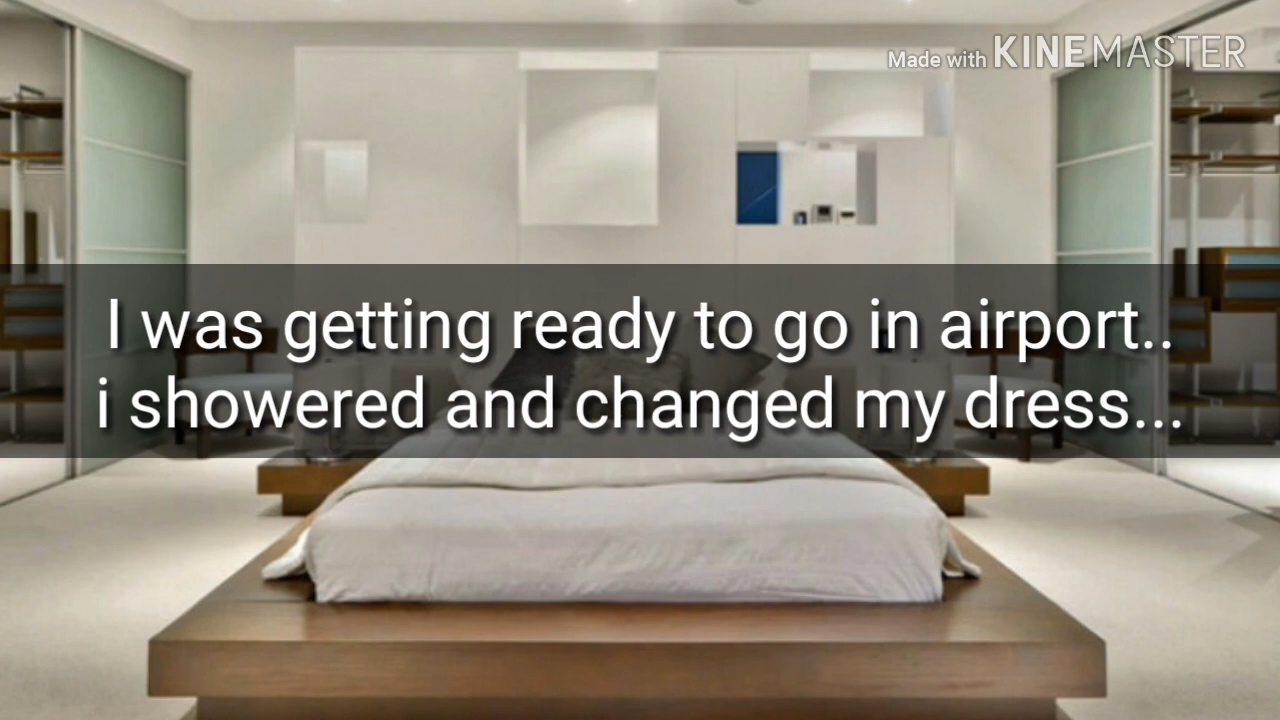 Made with KINEMASTER
I was getting ready to go in airport..
i showered and changed my dress...